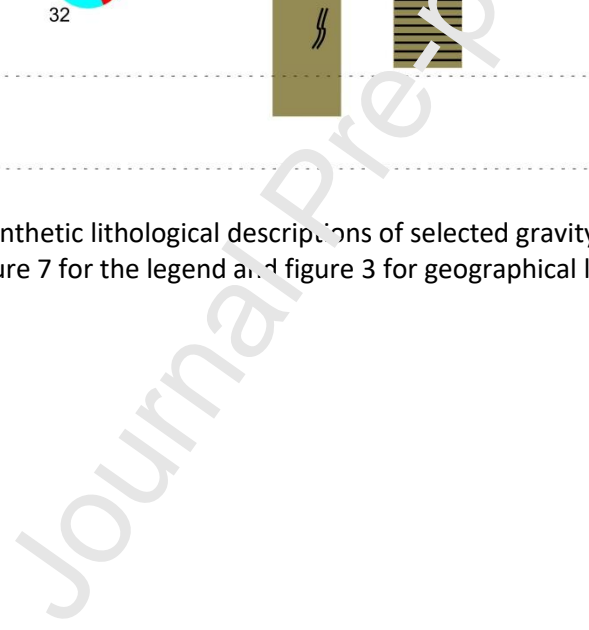 32
nthetic lithological descriptions of selected gravity
ure 7 for the legend and figure 3 for geographical l
Journal Pre-p